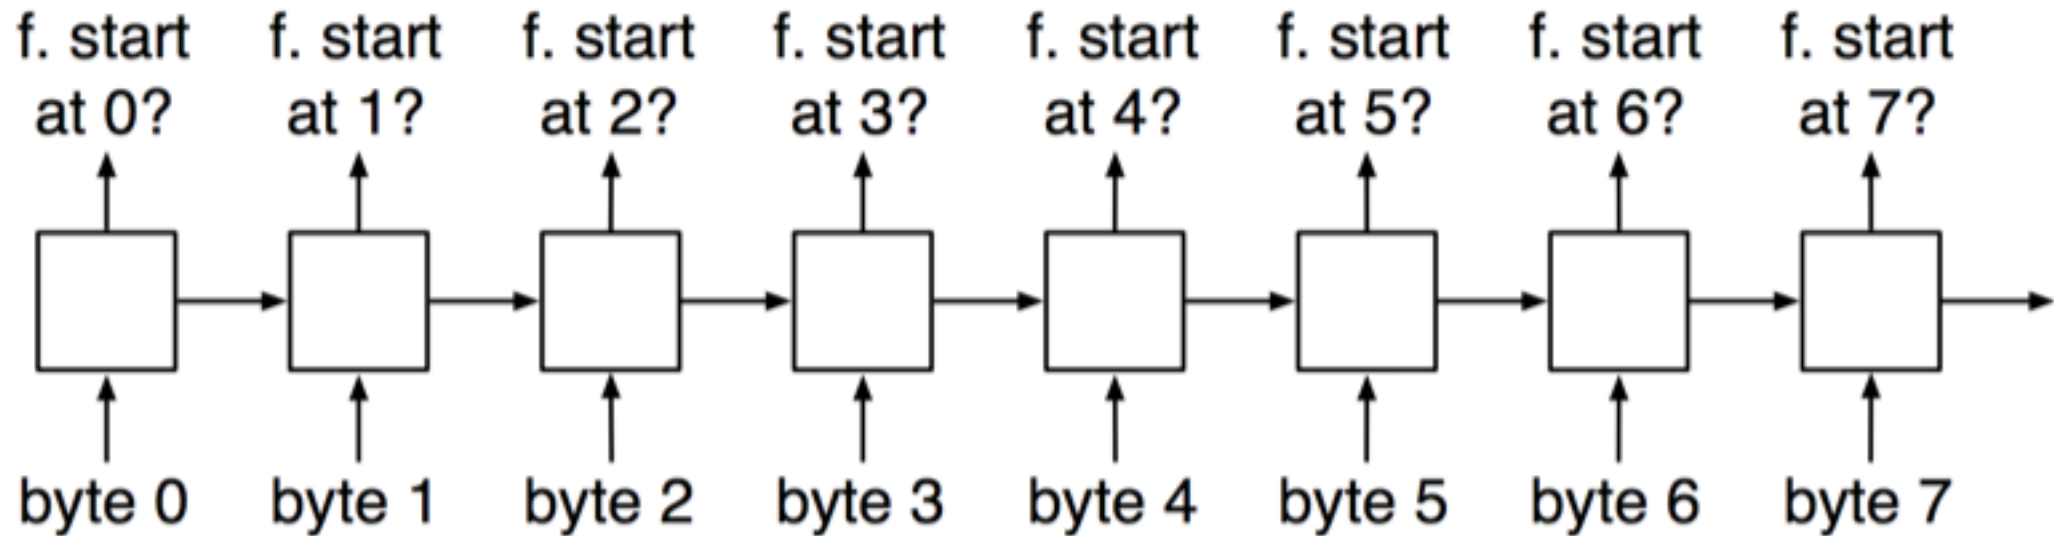 f. start f. start f. start f. start f. start f. start f. start f. start
at 0? at 1? at 2? at 3? at 4? at 5? at 6? at 7?
byte 0 byte 1 byte 2 byte 3 byte 4 byte 5 byte 6 byte 7